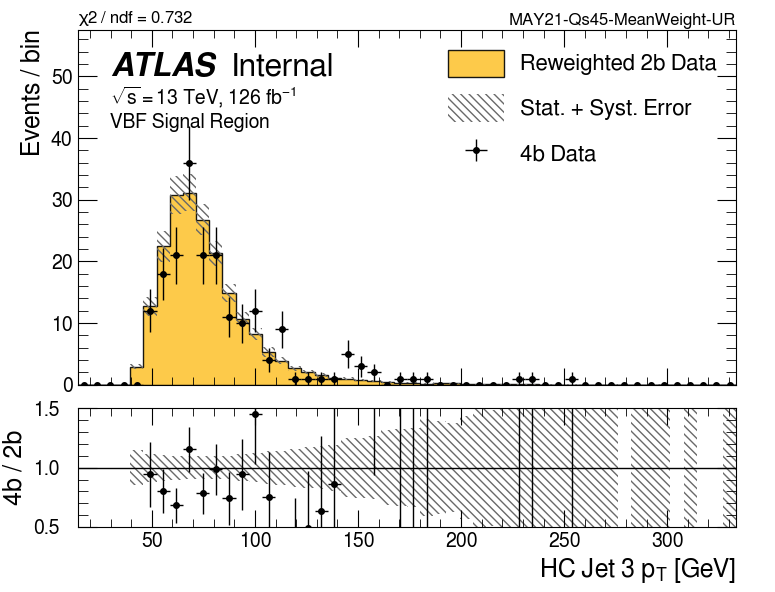 χ2 / ndf = 0.732
MAY21-Qs45-MeanWeight-UR
ATLAS Internal
√s = 13 TeV, 126 fb−1
VBF Signal Region
Reweighted 2b Data
Stat. + Syst. Error
4b Data
Events / bin
50
40
30
20
10
0
4b / 2b
1.5
1.0
0.5
50 100 150 200 250 300
HC Jet 3 pT [GeV]